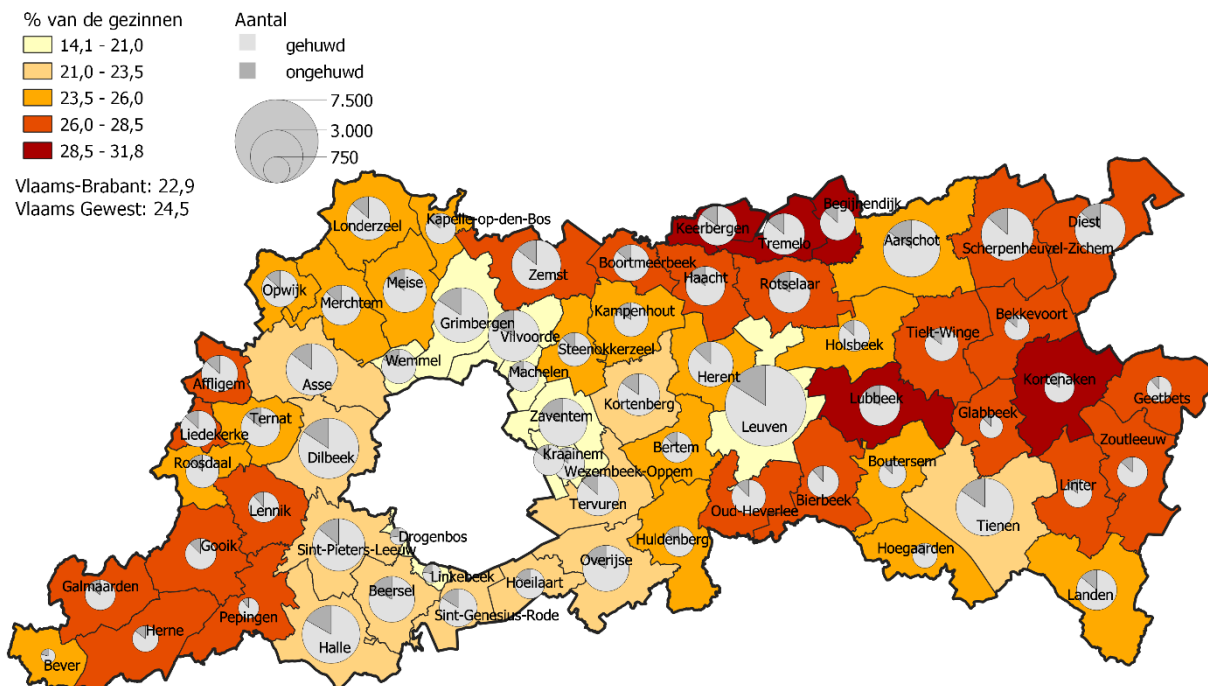 % van de gezinnen
14,1 - 21,0
21,0 - 23,5
23,5 - 26,0
26,0 - 28,5
28,5 - 31,8
Vlaams-Brabant: 22,9
Vlaams Gewest: 24,5
Aantal
gehuwd
ongehuwd
7.500
3.000
750
Londerzeel
Kapelle-op-den-Bos
Keerbergen
Tremelo
Begijnendijk
Aarschot
Scherpenheuvel-Zichem
Diest
Opwijk
Merchtem
Meise
Zemst
Boortmeerbeek
Haacht
Rotselaar
Grimbergen
Vilvoorde
Kampenhout
Steenokkerzeel
Holsbeek
Tielt-Winge
Bekkevoort
Affligem
Asse
Wemmel
Machelen
Herent
Kortenberg
Leuven
Lubbeek
Kortenaken
Geetbets
Glabbeek
Liedekerke
Ternat
Dilbeek
Zaventem
Kraainem
Wezembeek-Oppem
Bertem
Zoutleeuw
Roosdaal
Boutersem
Linter
Lennik
Tervuren
Oud-Heverlee
Bierbeek
Tienen
Gooik
Sint-Pieters-Leeuw
Drogenbos
Huldenberg
Hoegaarden
Galmaarden
Linkebeek
Hoeilaart
Overijse
Landen
Beersel
Sint-Genesius-Rode
Pepingen
Herne
Halle
Bever